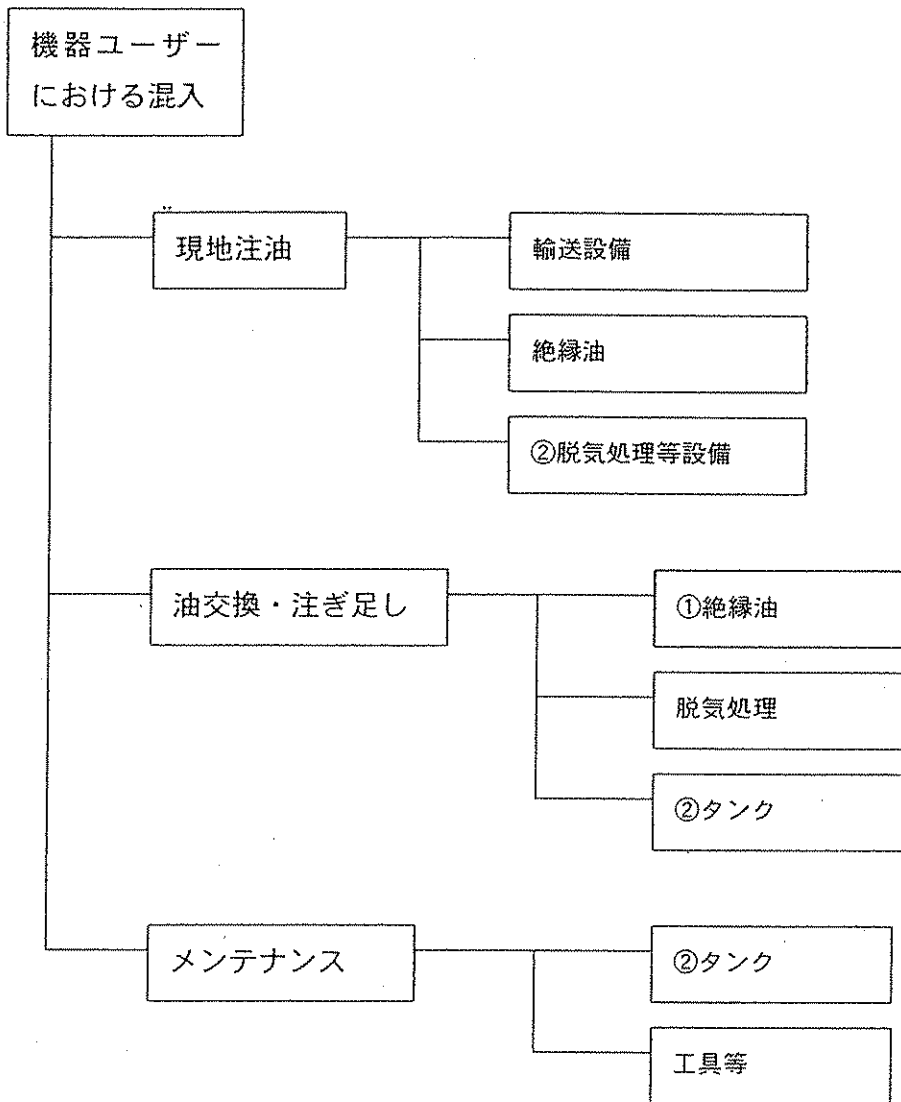 機器ユーザー
における混入
現地注油
輸送設備
絶縁油
②脱気処理等設備
油交換・注ぎ足し
①絶縁油
脱気処理
②タンク
メンテナンス
②タンク
工具等